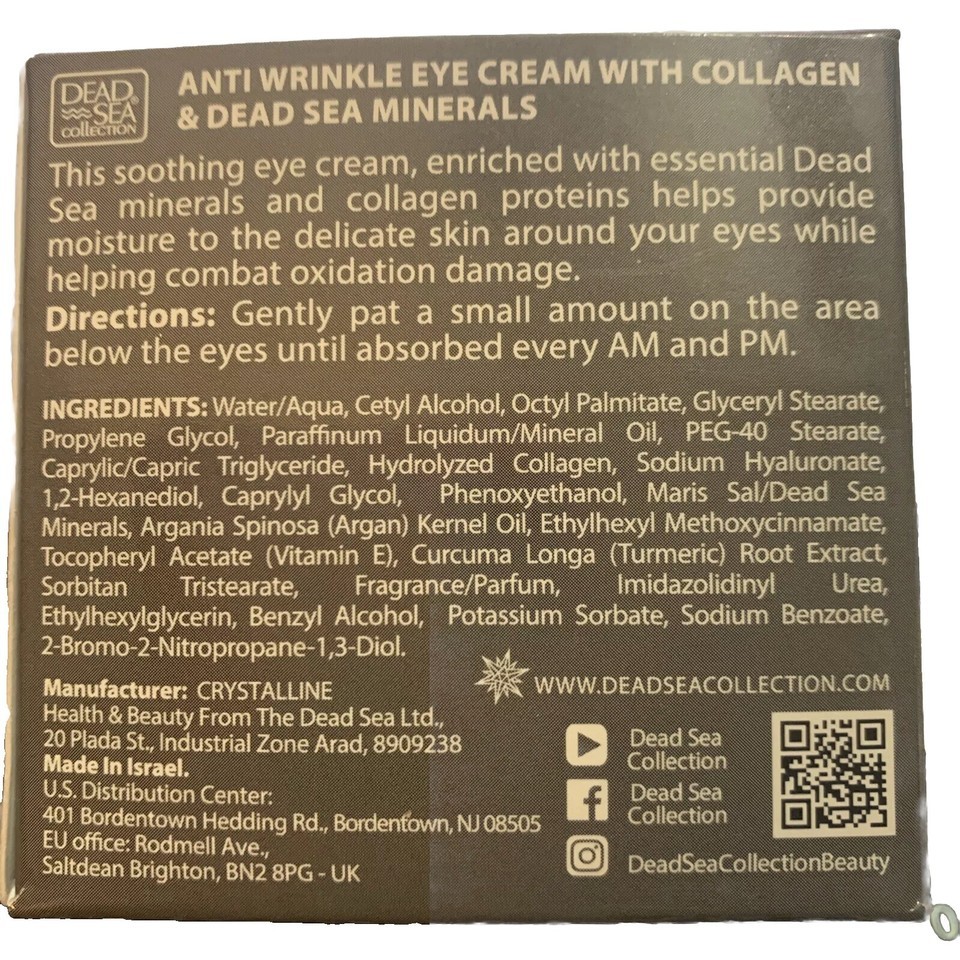 DEAD
SEA®
collECTION
ANTI WRINKLE EYE CREAM WITH COLLAGEN
& DEAD SEA MINERALS
This soothing eye cream, enriched with essential Dead
Sea minerals and collagen proteins helps provide
moisture to the delicate skin around your eyes while
helping combat oxidation damage.
Directions: Gently pat a small amount on the area
below the eyes until absorbed every AM and PM.
INGREDIENTS: Water/Aqua, Cetyl Alcohol, Octyl Palmitate, Glyceryl Stearate,
Propylene Glycol, Paraffinum Liquidum/Mineral Oil, PEG-40 Stearate,
Caprylic/Capric Triglyceride, Hydrolyzed Collagen, Sodium Hyaluronate,
1,2-Hexanediol, Caprylyl Glycol, Phenoxyethanol, Maris Sal/Dead Sea
Minerals, Argania Spinosa (Argan) Kernel Oil, Ethylhexyl Methoxycinnamate,
Tocopheryl Acetate (Vitamin E), Curcuma Longa (Turmeric) Root Extract,
Sorbitan Tristearate, Fragrance/Parfum, Imidazolidinyl Urea,
Ethylhexylglycerin, Benzyl Alcohol, Potassium Sorbate, Sodium Benzoate,
2-Bromo-2-Nitropropane-1,3-Diol.
Manufacturer: CRYSTALLINE
Health & Beauty From The Dead Sea Ltd.,
20 Plada St., Industrial Zone Arad, 8909238
Made In Israel.
U.S. Distribution Center:
401 Bordentown Hedding Rd., Bordentown, NJ 08505
EU office: Rodmell Ave.,
Saltdean Brighton, BN2 8PG - UK
WWW.DEADSEACOLLECTION.COM
Dead Sea
Collection
Dead Sea
Collection
DeadSeaCollectionBeauty